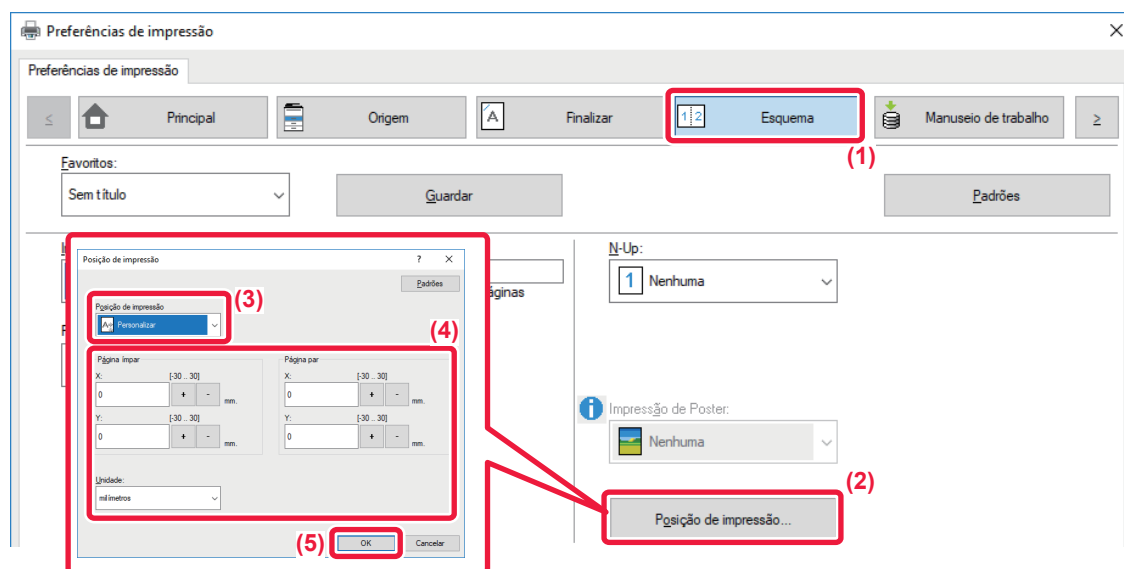 Preferências de impressão
Preferências de impressão
< Principal Origem Finalizar 1 2 Esquema Manuseio de trabalho >
(1)
Favoritos:
Sem título Guardar Padrões
N-Up:
1 Nenhuma
áginas
Posição de impressão ? X
Padrões
Posição de impressão
(3)
Personalizar
(4)
Página ímpar Página par
X: [-30 .. 30] X: [-30 .. 30]
0 + - mm. 0 + - mm.
Y: [-30 .. 30] Y: [-30 .. 30]
0 + - mm. 0 + - mm.
Unidade:
milímetros
(5) OK Cancelar
Impressão de Poster:
Nenhuma
(2)
Posição de impressão...